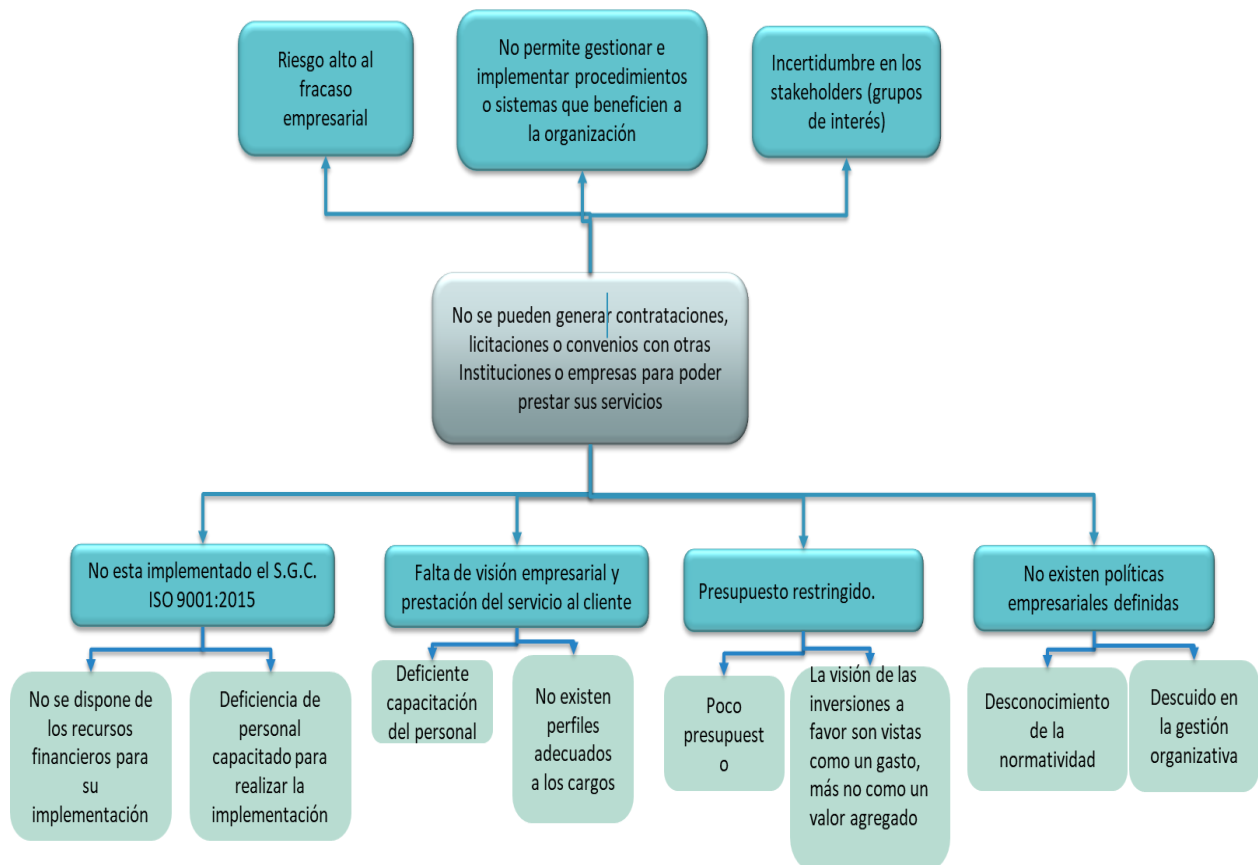 Riesgo alto al
fracaso
empresarial
No permite gestionar e
implementar procedimientos
o sistemas que beneficien a
la organización
Incertidumbre en los
stakeholders (grupos
de interés)
No se pueden generar contrataciones,
licitaciones o convenios con otras
Instituciones o empresas para poder
prestar sus servicios
No esta implementado el S.G.C.
ISO 9001:2015
Falta de visión empresarial y
prestación del servicio al cliente
Presupuesto restringido.
No existen políticas
empresariales definidas
No se dispone de
los recursos
financieros para
su
implementación
Deficiencia de
personal
capacitado para
realizar la
implementación
Deficiente
capacitación
del personal
No existen
perfiles
adecuados
a los cargos
Poco
presupuest
o
La visión de las
inversiones a
favor son vistas
como un gasto,
más no como un
valor agregado
Desconocimiento
de la
normatividad
Descuido en
la gestión
organizativa